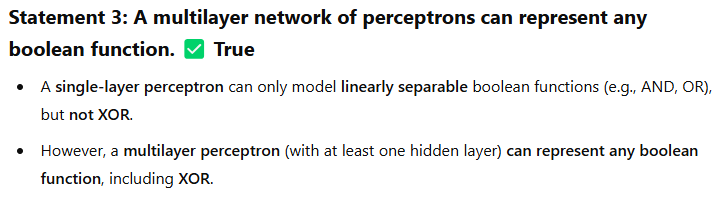 Statement 3: A multilayer network of perceptrons can represent any
boolean function. ✅ True
• A single-layer perceptron can only model linearly separable boolean functions (e.g., AND, OR),
but not XOR.
• However, a multilayer perceptron (with at least one hidden layer) can represent any boolean
function, including XOR.